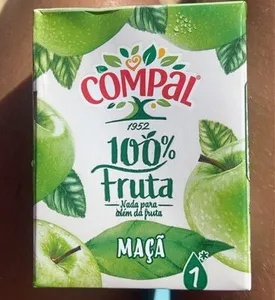 COMPAL®
1952
100%
Fruta
Nada para
além da fruta
MAÇÃ
1*